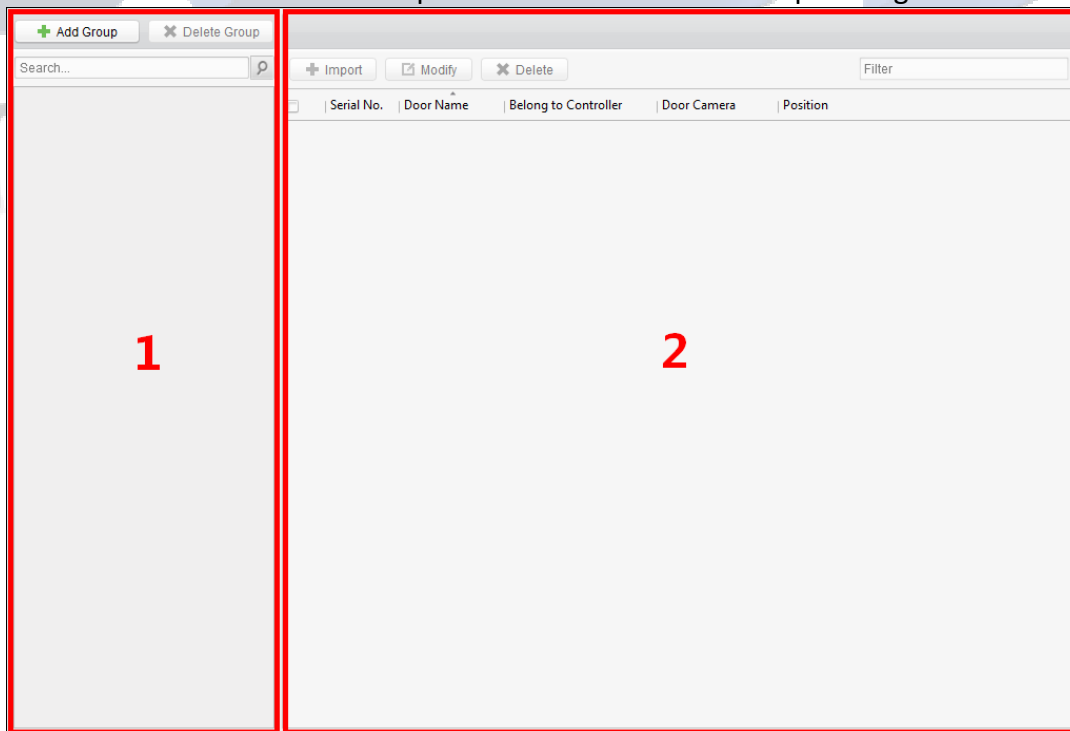 Add Group Delete Group
Search...
Import Modify Delete Filter
Serial No. Door Name Belong to Controller Door Camera Position
1 2